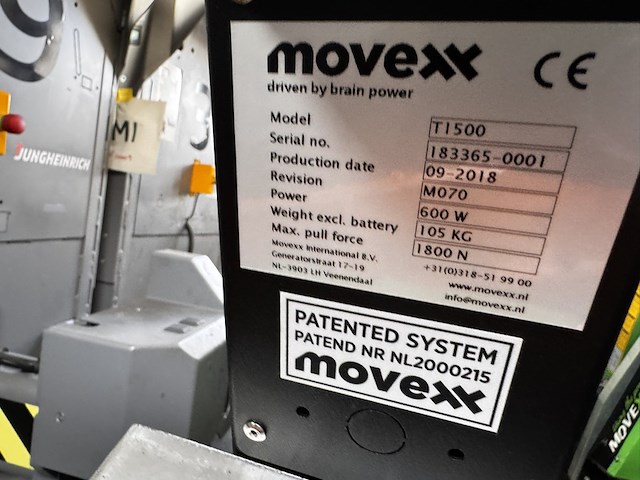 movexx
driven by brain power
CE
Model T1500
Serial no. 183365-0001
Production date 09-2018
Revision M070
Power 600 W
Weight excl. battery 105 KG
Max. pull force 1800 N
Movexx International B.V.
Generatorstraat 17-19
NL-3903 LH Veenendaal
+31(0)318-51 99 00
www.movexx.nl
info@movexx.nl
PATENTED SYSTEM
PATEND NR NL2000215
movexx
JUNGHEINRICH
M1
9
3
MOVE